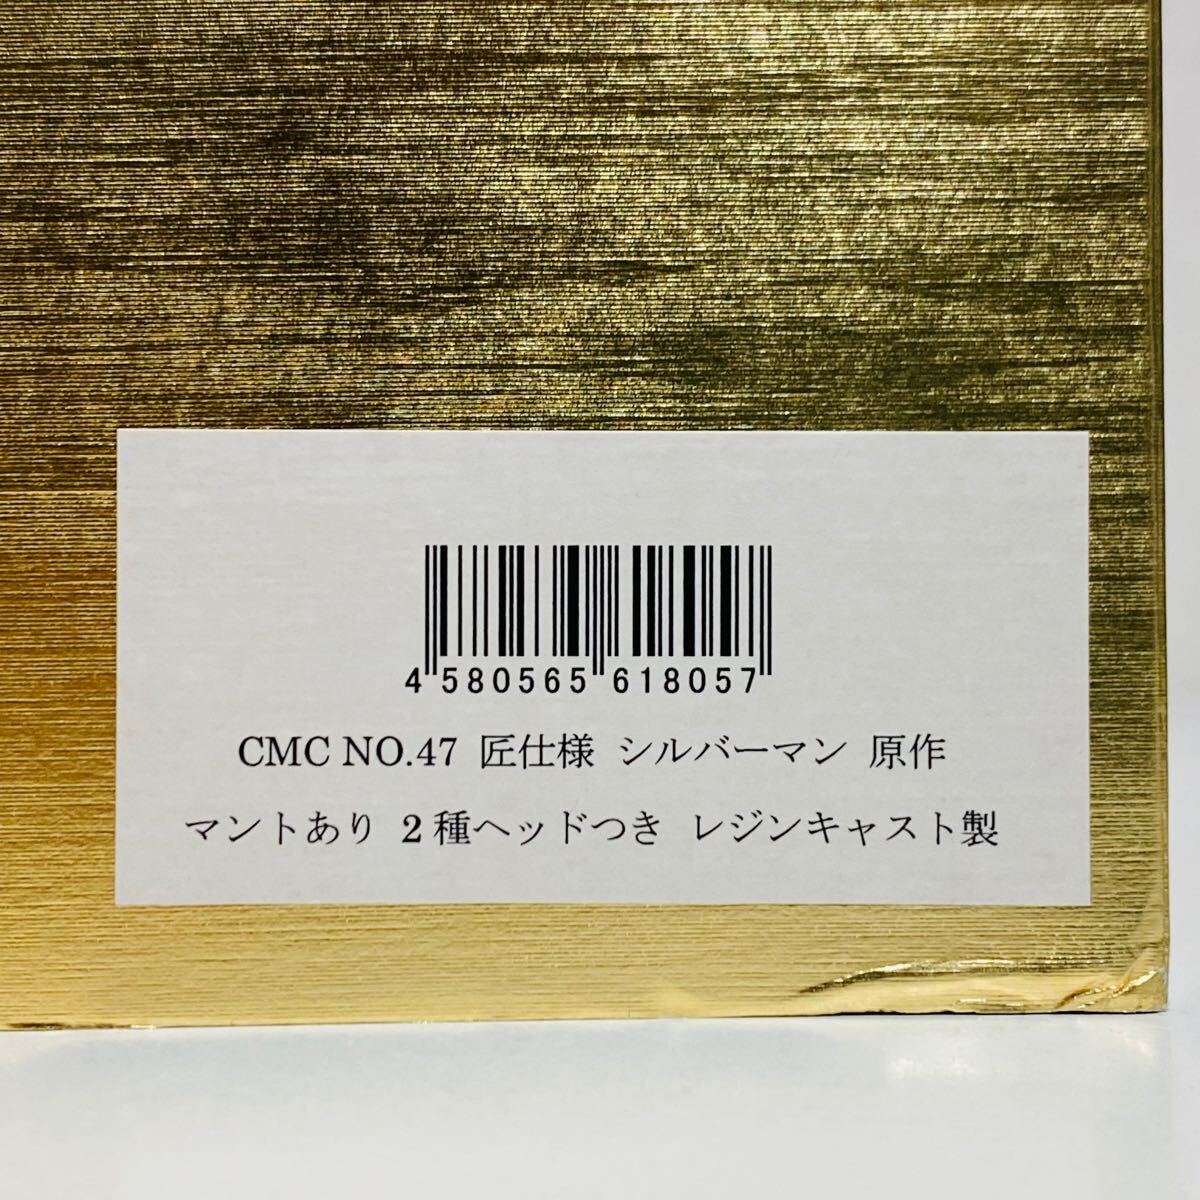 4 580565 618057
CMC NO.47 匠仕様 シルバーマン 原作
マントあり 2種ヘッドつき レジンキャスト製